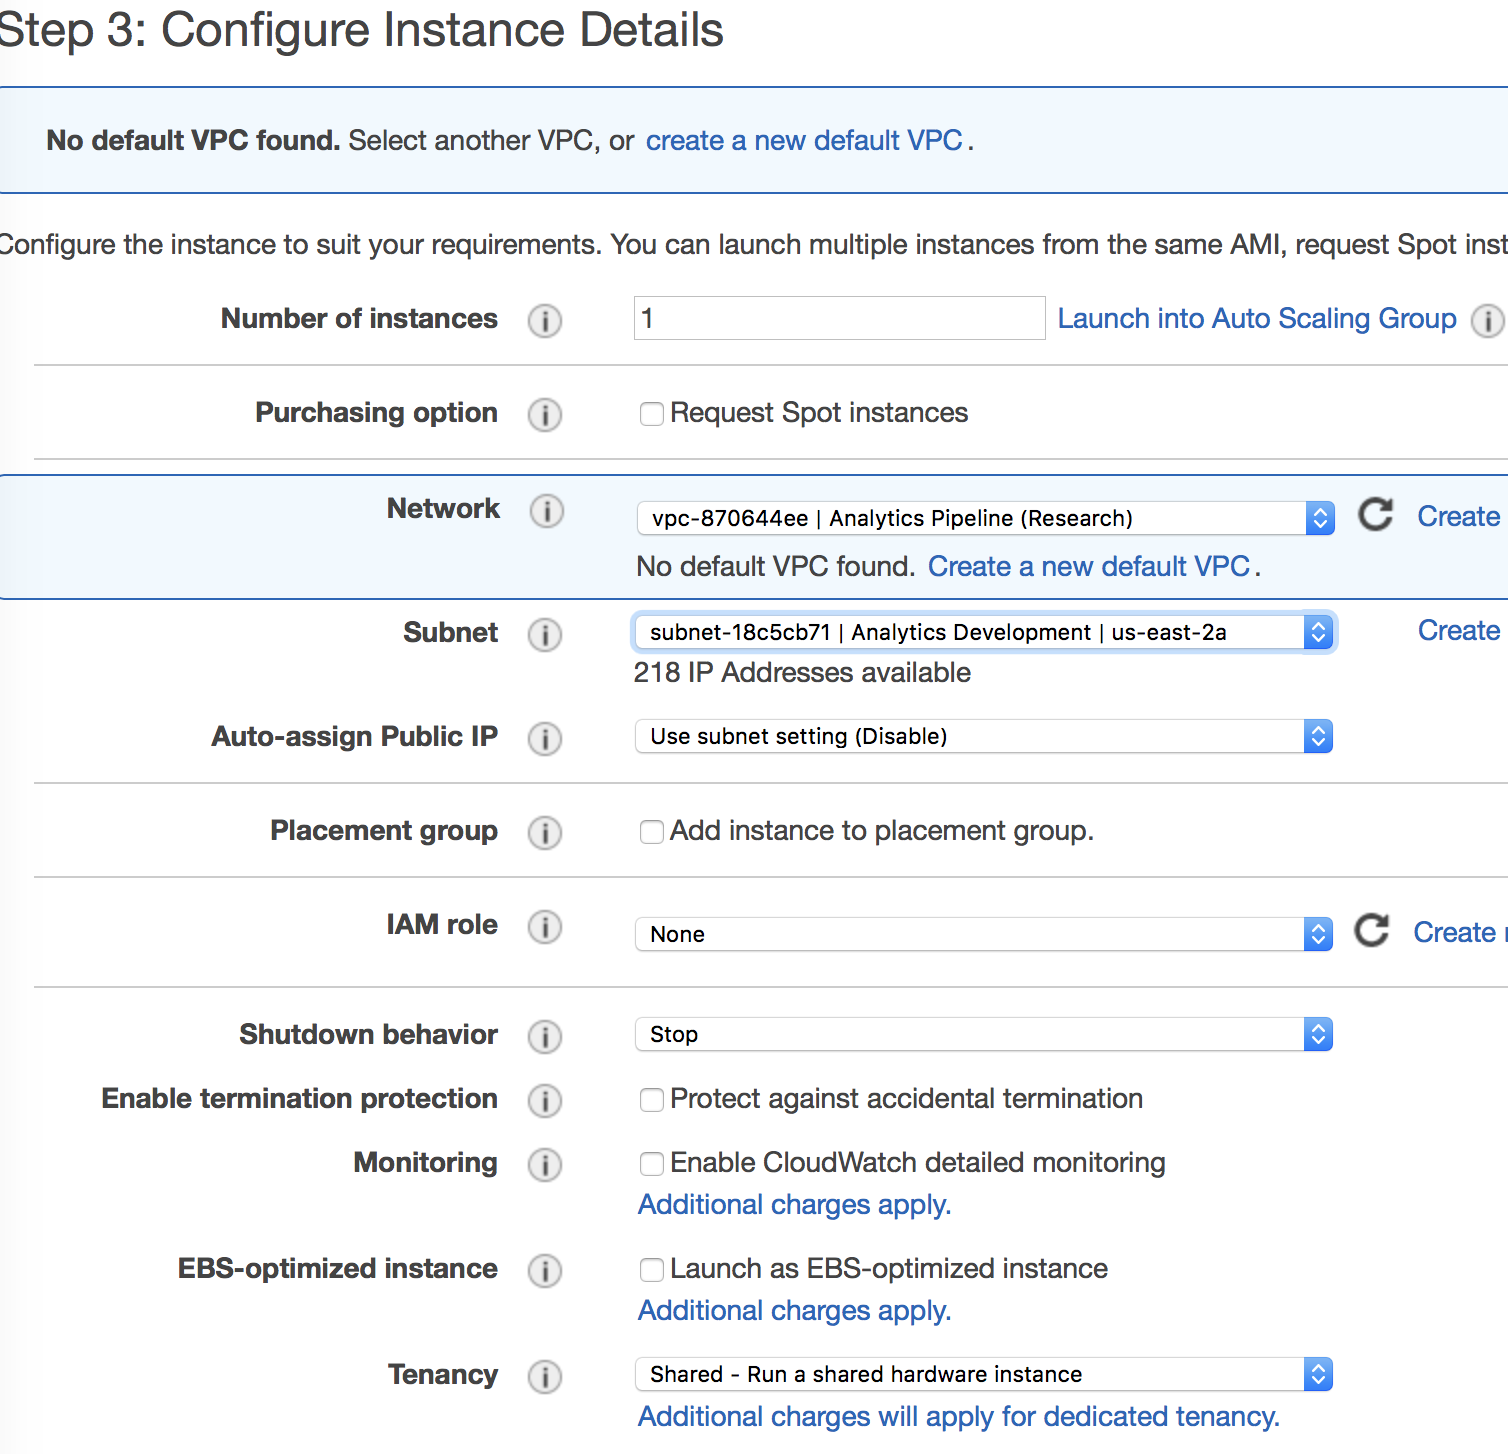 Step 3: Configure Instance Details
No default VPC found. Select another VPC, or create a new default VPC.
Configure the instance to suit your requirements. You can launch multiple instances from the same AMI, request Spot inst
Number of instances 1 Launch into Auto Scaling Group
Purchasing option Request Spot instances
Network vpc-870644ee | Analytics Pipeline (Research) Create
No default VPC found. Create a new default VPC.
Subnet subnet-18c5cb71 | Analytics Development | us-east-2a Create
218 IP Addresses available
Auto-assign Public IP Use subnet setting (Disable)
Placement group Add instance to placement group.
IAM role None Create
Shutdown behavior Stop
Enable termination protection Protect against accidental termination
Monitoring Enable CloudWatch detailed monitoring
Additional charges apply.
EBS-optimized instance Launch as EBS-optimized instance
Additional charges apply.
Tenancy Shared - Run a shared hardware instance
Additional charges will apply for dedicated tenancy.